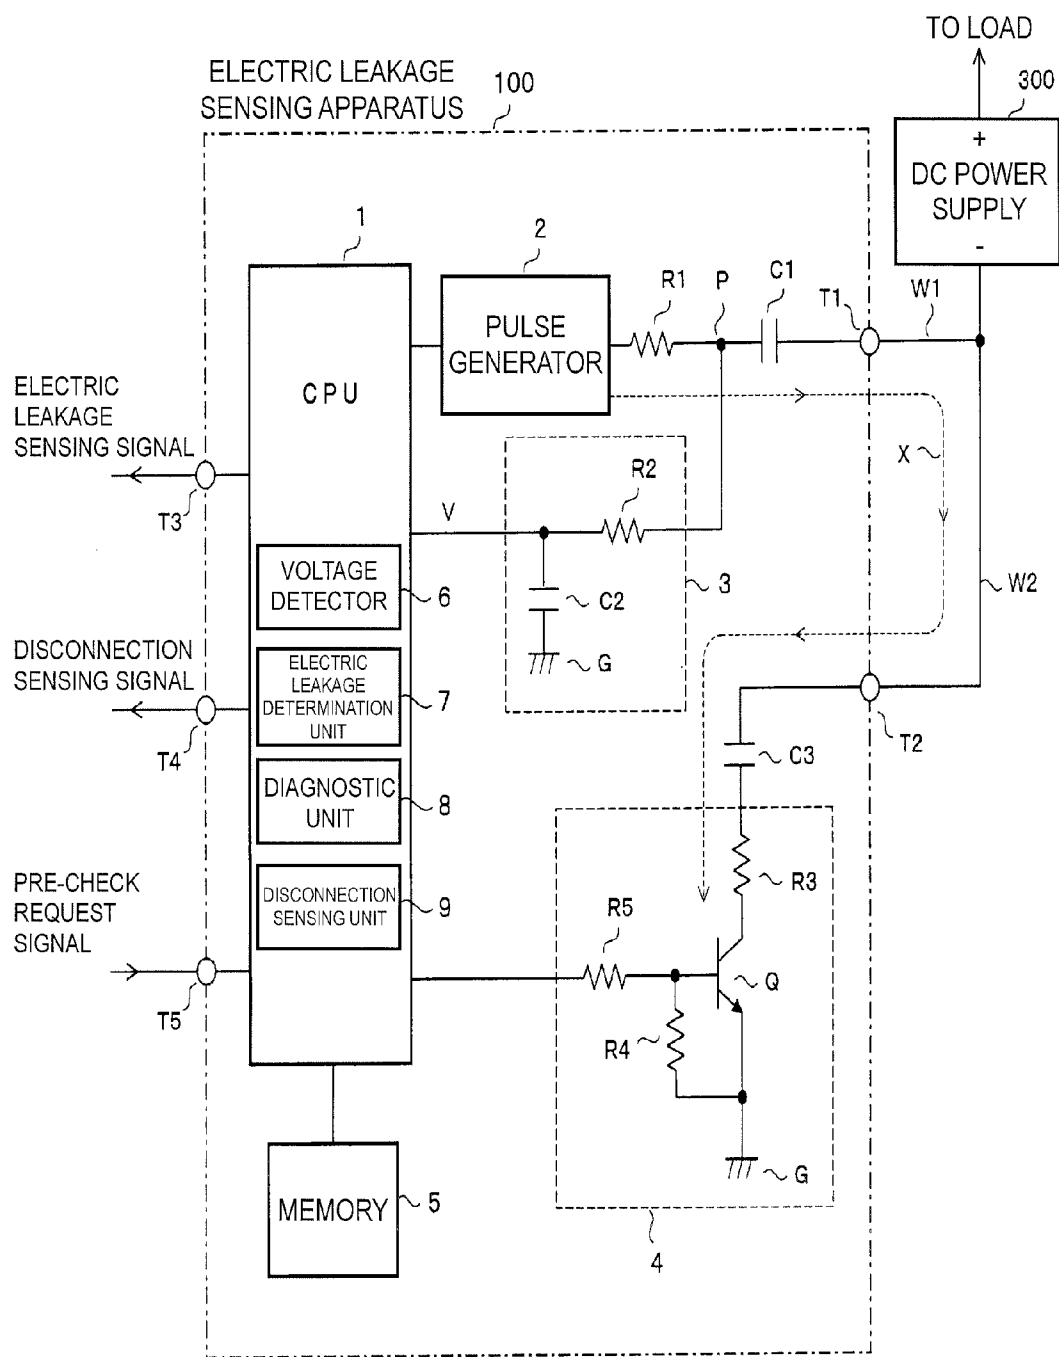 TO LOAD
ELECTRIC LEAKAGE
SENSING APPARATUS
100
300
+
DC POWER
SUPPLY
-
1
2
R1
P
C1
T1
W1
PULSE
GENERATOR
CPU
ELECTRIC
LEAKAGE
SENSING SIGNAL
T3
V
R2
X
VOLTAGE
DETECTOR
6
C2
3
W2
G
DISCONNECTION
SENSING SIGNAL
T4
ELECTRIC
LEAKAGE
DETERMINATION
UNIT
7
T2
C3
DIAGNOSTIC
UNIT
8
PRE-CHECK
REQUEST
SIGNAL
T5
DISCONNECTION
SENSING UNIT
9
R3
R5
Q
R4
G
MEMORY
5
4